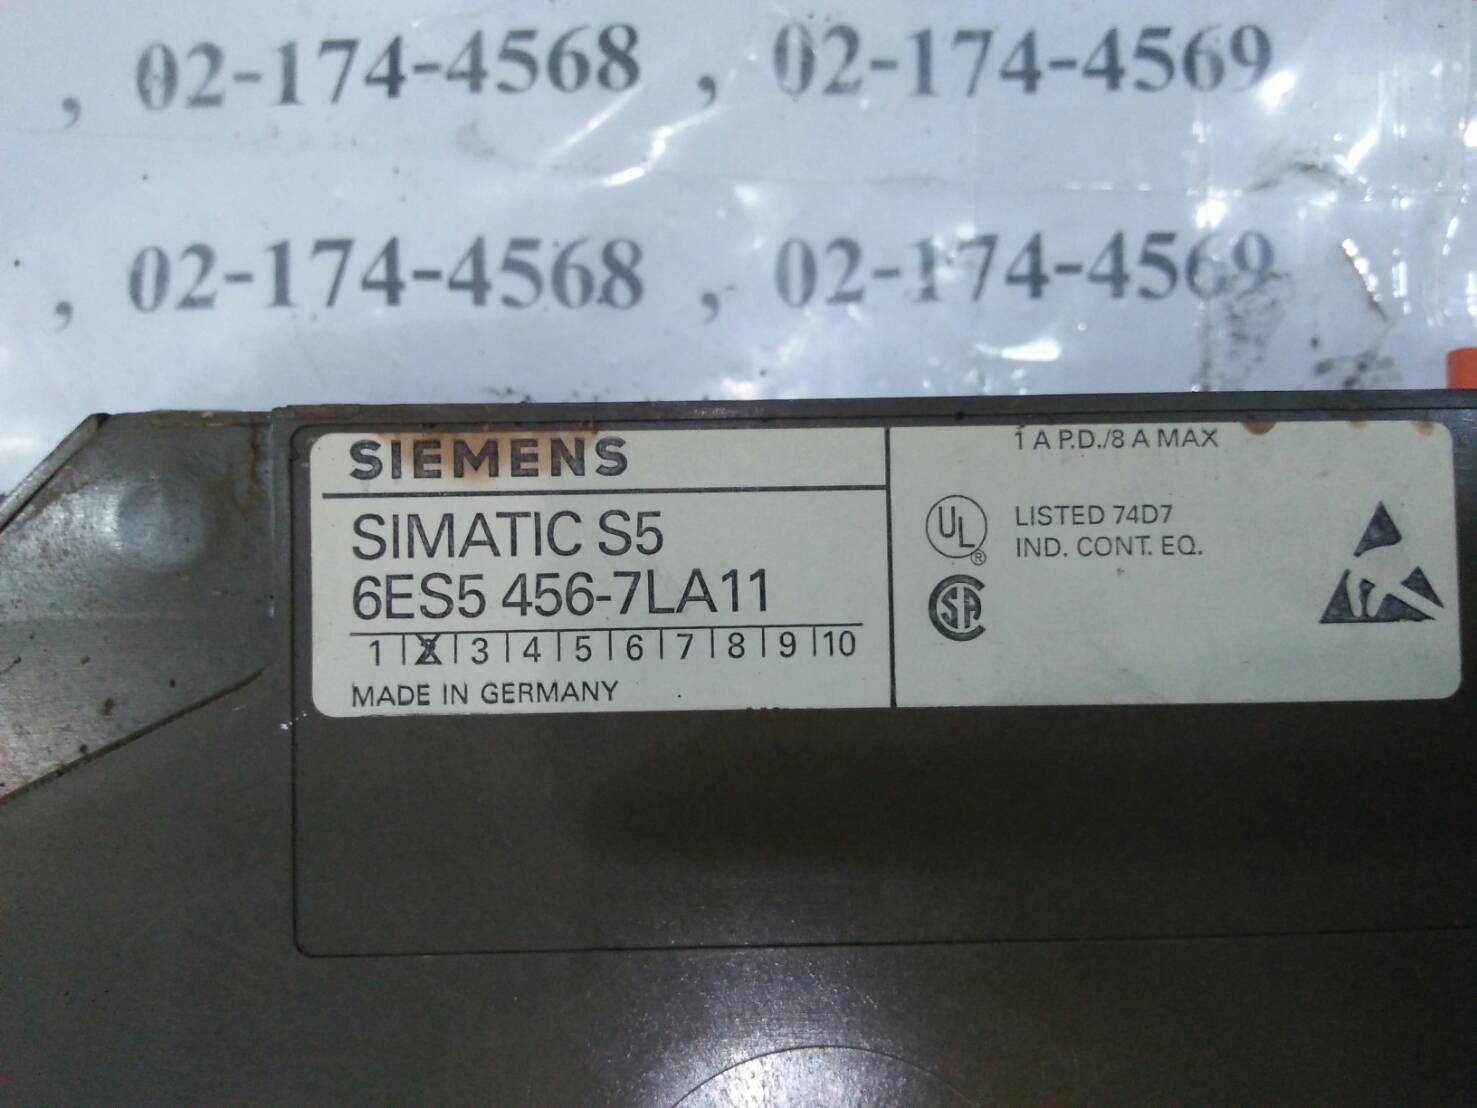 , 02-174-4568 , 02-174-4569
, 02-174-4568 , 02-174-4569
SIEMENS
SIMATIC S5
6ES5 456-7LA11
1 | 2 | 3 | 4 | 5 | 6 | 7 | 8 | 9 | 10
MADE IN GERMANY
1 A P.D./8 A MAX
UL ®
LISTED 74D7
IND. CONT. EQ.
CSA